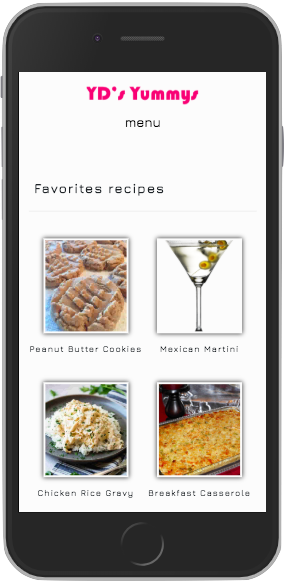 YD's Yummys
menu
Favorites recipes
Peanut Butter Cookies
Mexican Martini
Chicken Rice Gravy
Breakfast Casserole